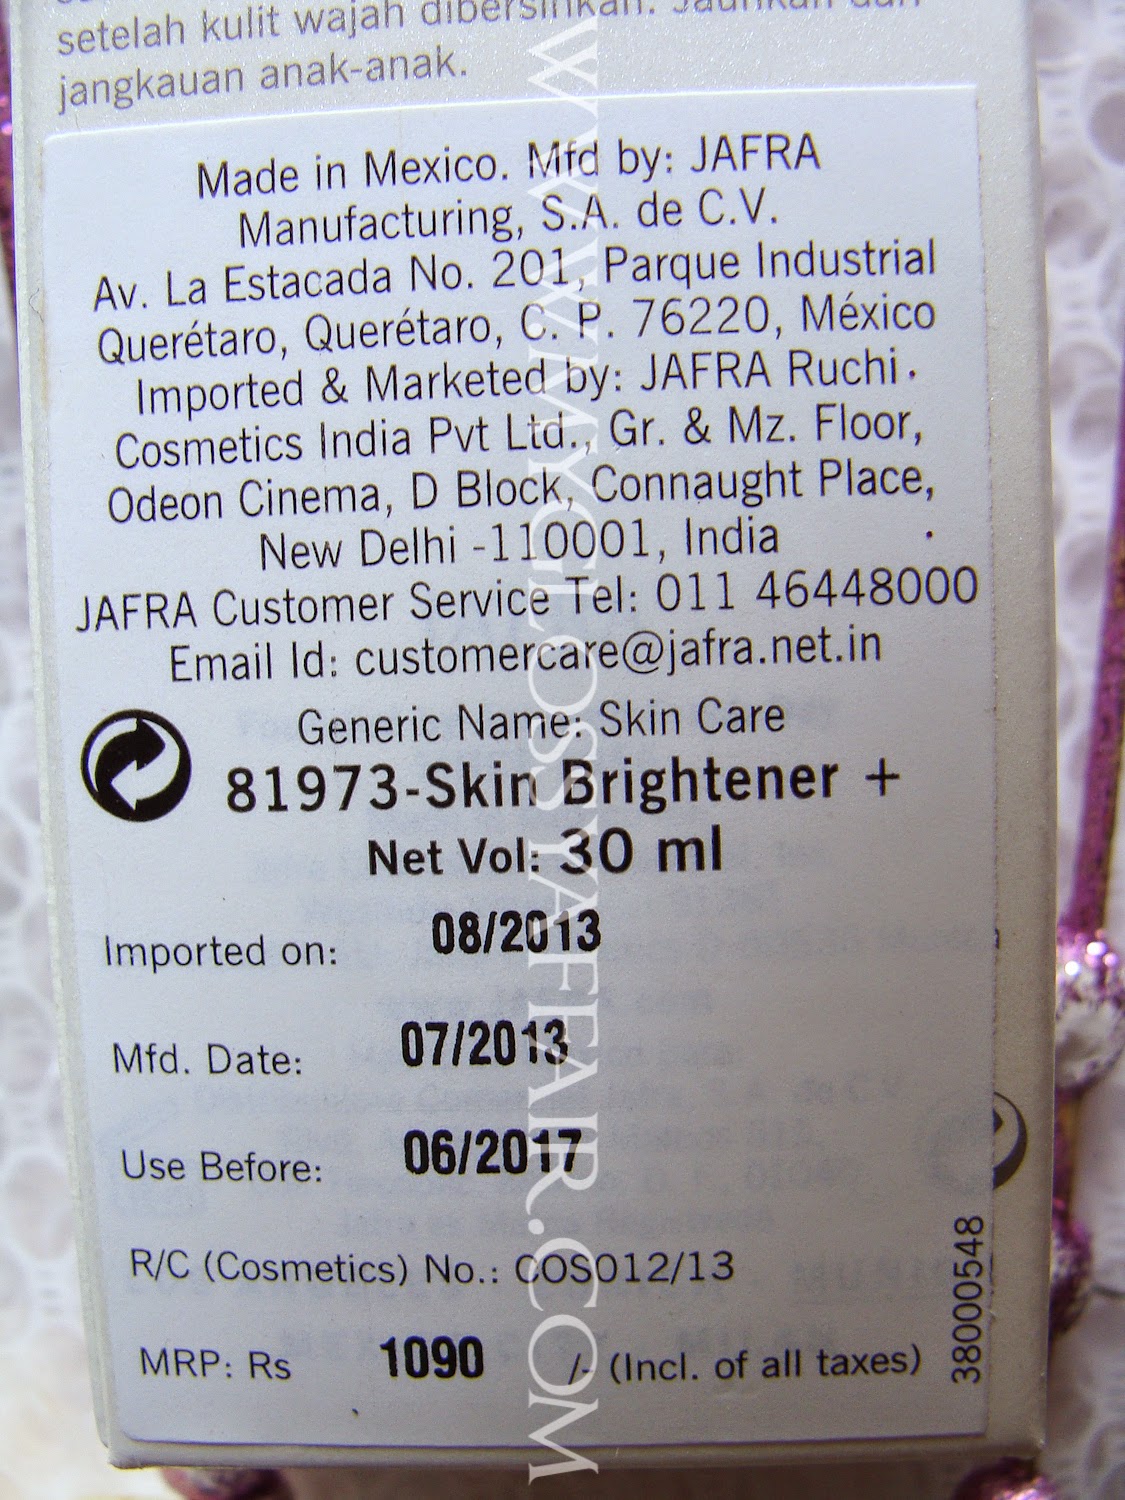 setelah kulit wajah dibersihkan. Jauhkan dari
jangkauan anak-anak.
Made in Mexico. Mfd by: JAFRA
Manufacturing, S.A. de C.V.
Av. La Estacada No. 201, Parque Industrial
Querétaro, Querétaro, C. P. 76220, México
Imported & Marketed by: JAFRA Ruchi
Cosmetics India Pvt Ltd., Gr. & Mz. Floor,
Odeon Cinema, D Block, Connaught Place,
New Delhi -110001, India
JAFRA Customer Service Tel: 011 46448000
Email Id: customercare@jafra.net.in
Generic Name: Skin Care
81973-Skin Brightener +
Net Vol: 30 ml
Imported on: 08/2013
Mfd. Date: 07/2013
Use Before: 06/2017
R/C (Cosmetics) No.: COSO12/13
MRP: Rs 1090 /- (Incl. of all taxes)
38000548
WWW.MYGLOSSYAFFAIR.COM